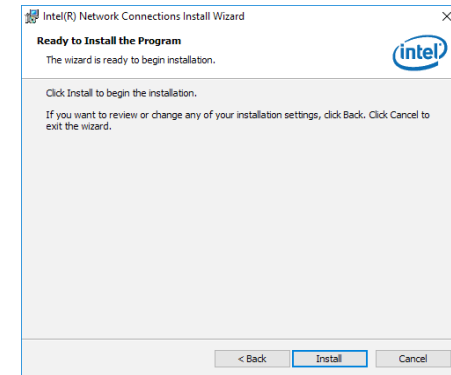 Intel(R) Network Connections Install Wizard
Ready to Install the Program
The wizard is ready to begin installation.
intel
Click Install to begin the installation.
If you want to review or change any of your installation settings, click Back. Click Cancel to
exit the wizard.
< Back
Install
Cancel